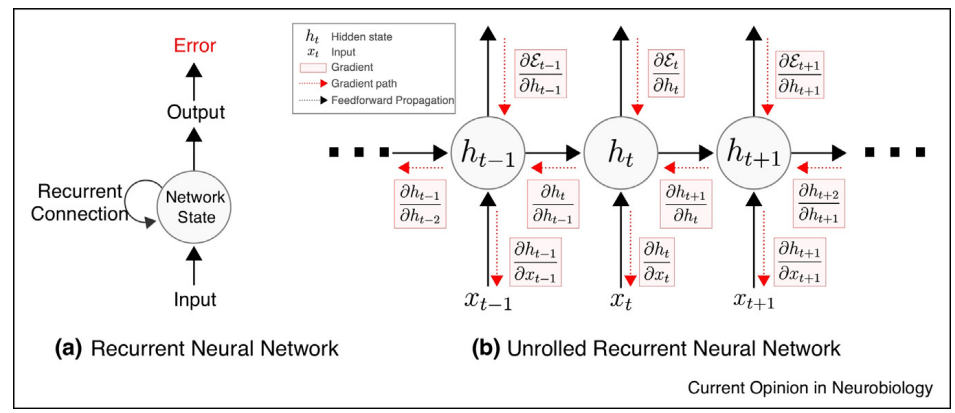 Error
Output
Recurrent
Connection
Network
State
Input
(a) Recurrent Neural Network
h_t Hidden state
x_t Input
Gradient
Gradient path
Feedforward Propagation
∂ℰ_{t−1}/∂h_{t−1}
∂ℰ_t/∂h_t
∂ℰ_{t+1}/∂h_{t+1}
h_{t−1}
h_t
h_{t+1}
∂h_{t−1}/∂h_{t−2}
∂h_t/∂h_{t−1}
∂h_{t+1}/∂h_t
∂h_{t+2}/∂h_{t+1}
∂h_{t−1}/∂x_{t−1}
∂h_t/∂x_t
∂h_{t+1}/∂x_{t+1}
x_{t−1}
x_t
x_{t+1}
(b) Unrolled Recurrent Neural Network
Current Opinion in Neurobiology